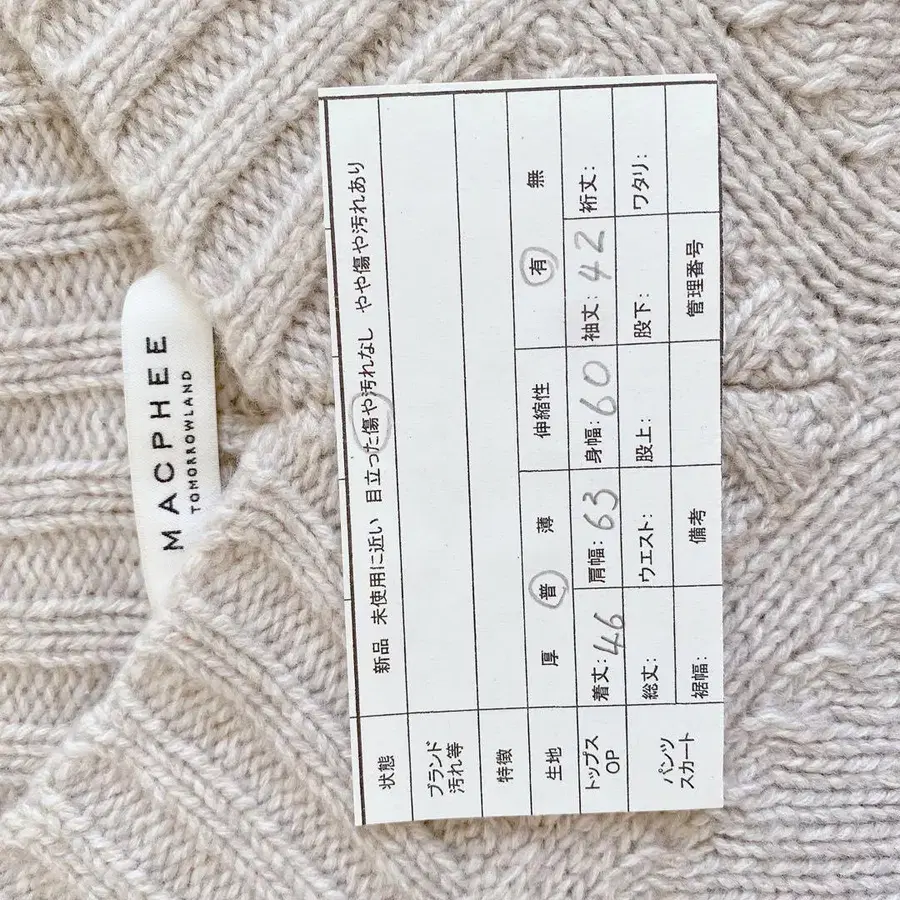 MACPHEE
TOMORROWLAND
状態 新品 未使用に近い 目立った傷や汚れなし やや傷や汚れあり
ブランド
汚れ等
特徴
生地 厚 普 薄 伸縮性 有 無
トップス
OP
着丈: 46 肩幅: 63 身幅: 60 袖丈: 42 裄丈:
パンツ
スカート
総丈: ウエスト: 股上: 股下: ワタリ:
裾幅: 備考 管理番号